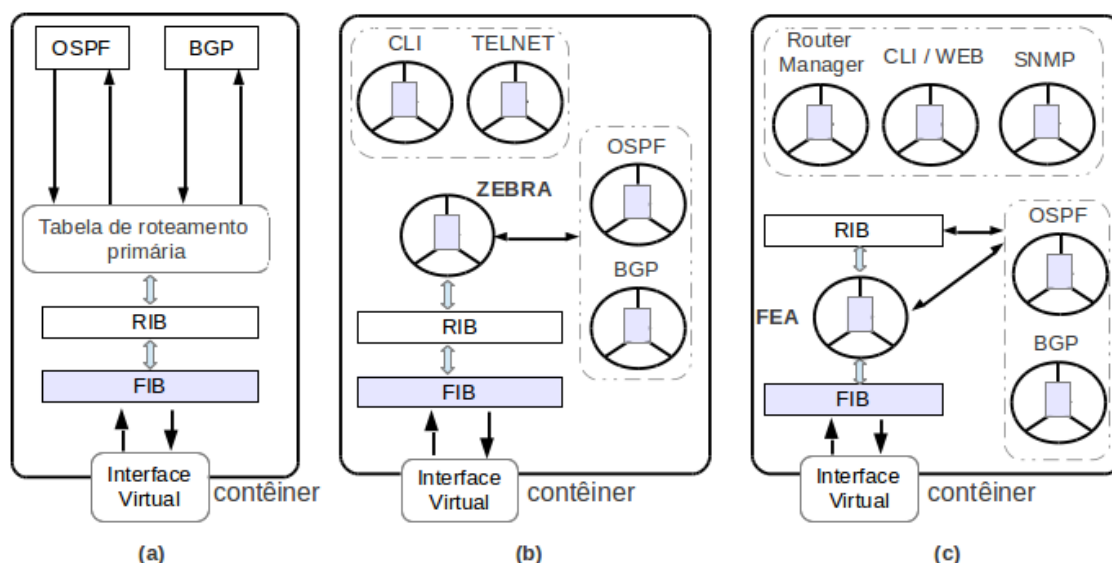 OSPF
BGP
Tabela de roteamento
primária
RIB
FIB
Interface
Virtual
contêiner
(a)
CLI
TELNET
OSPF
ZEBRA
BGP
RIB
FIB
Interface
Virtual
contêiner
(b)
Router
Manager
CLI / WEB
SNMP
OSPF
RIB
FEA
BGP
FIB
Interface
Virtual
contêiner
(c)